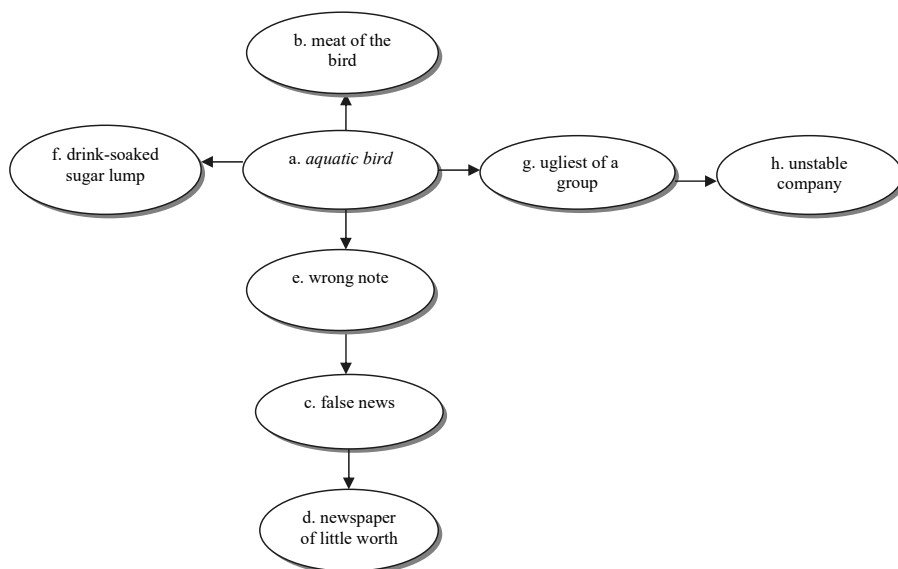 b. meat of the
bird
f. drink-soaked
sugar lump
a. aquatic bird
g. ugliest of a
group
h. unstable
company
e. wrong note
c. false news
d. newspaper
of little worth